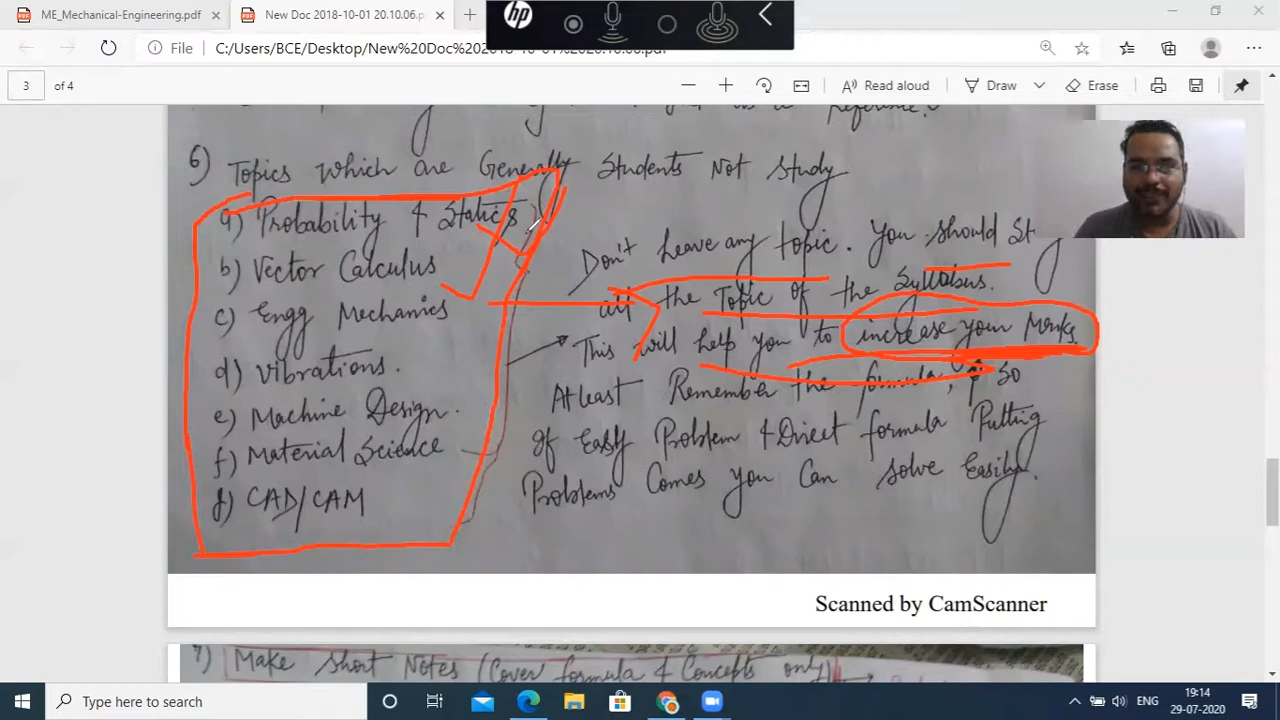 ME_Mechanical-Engineering.pdf
New Doc 2018-10-01 20.10.06.pdf
hp
File
C:/Users/BCE/Desktop/New%20Doc%202018-10-01%2020.10.06.pdf
3 of 4
Read aloud
Draw
Erase
Reference.
6) Topics Which are Generally Students Not Study
a) Probability & Statics
b) Vector Calculus
c) Engg Mechanics
d) Vibrations.
e) Machine Design.
f) Material Science
g) CAD/CAM
Don't Leave any topic. You should St
all the Topic of the Syllabus.
This will help you to increase your Marks.
At least Remember the formula, so
If Easy Problem & Direct formula Putting
Problems Comes you Can solve Easily.
Scanned by CamScanner
7) Make Short Notes (Cover formula & Concepts only)
Type here to search
ENG
19:14
29-07-2020